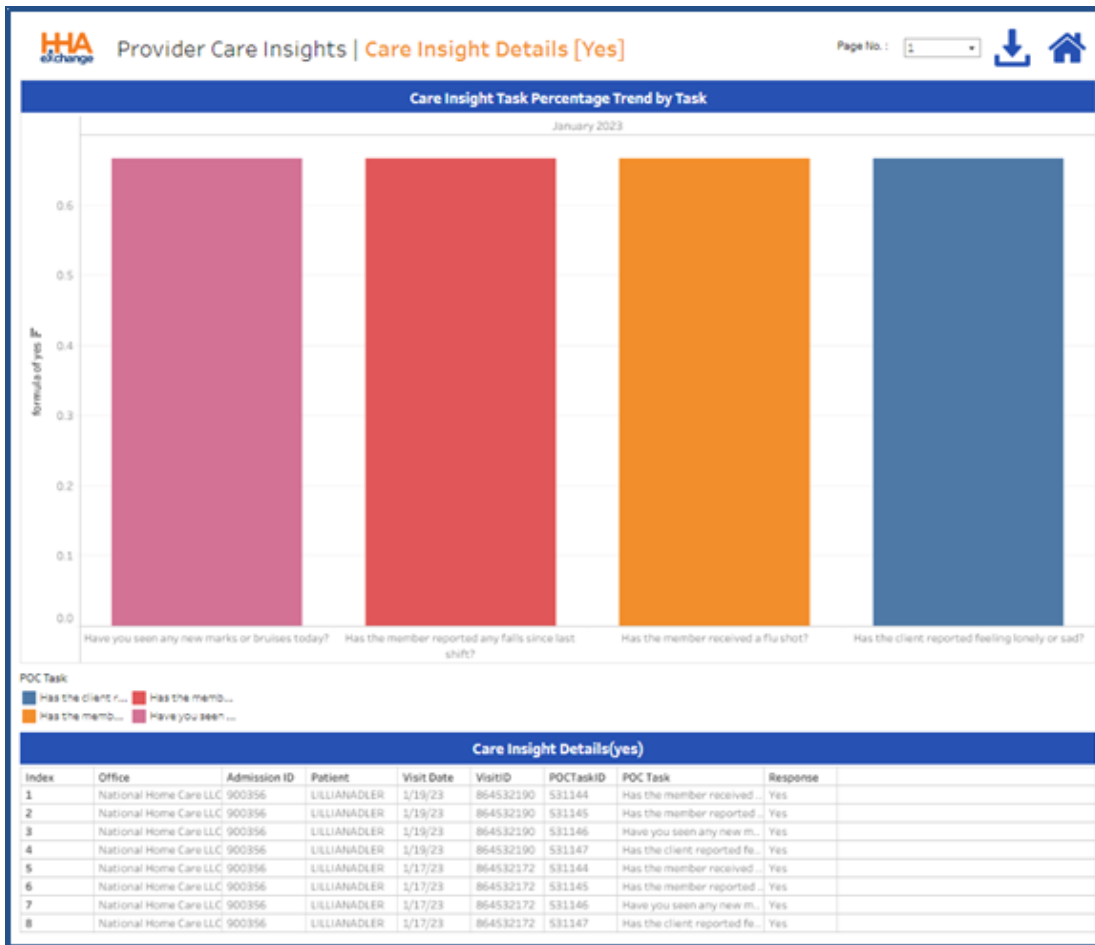 HHA
exchange
Provider Care Insights | Care Insight Details [Yes]
Page No. : 1
Care Insight Task Percentage Trend by Task
January 2023
formula of yes
0.6
0.5
0.4
0.3
0.2
0.1
0.0
Have you seen any new marks or bruises today? Has the member reported any falls since last shift? Has the member received a flu shot? Has the client reported feeling lonely or sad?
POC Task
Has the client r... Has the memb...
Has the memb... Have you seen ...
Care Insight Details(yes)
Index Office Admission ID Patient Visit Date VisitID POCTaskID POC Task Response
1 National Home Care LLC 900356 LILLIANADLER 1/19/23 864532190 531144 Has the member received .. Yes
2 National Home Care LLC 900356 LILLIANADLER 1/19/23 864532190 531145 Has the member reported .. Yes
3 National Home Care LLC 900356 LILLIANADLER 1/19/23 864532190 531146 Have you seen any new m.. Yes
4 National Home Care LLC 900356 LILLIANADLER 1/19/23 864532190 531147 Has the client reported fe.. Yes
5 National Home Care LLC 900356 LILLIANADLER 1/17/23 864532172 531144 Has the member received .. Yes
6 National Home Care LLC 900356 LILLIANADLER 1/17/23 864532172 531145 Has the member reported .. Yes
7 National Home Care LLC 900356 LILLIANADLER 1/17/23 864532172 531146 Have you seen any new m.. Yes
8 National Home Care LLC 900356 LILLIANADLER 1/17/23 864532172 531147 Has the client reported fe.. Yes